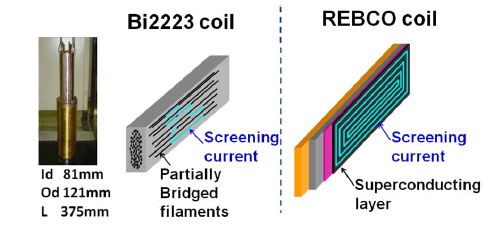 Bi2223 coil
REBCO coil
Id 81mm
Od 121mm
L 375mm
Screening
current
Partially
Bridged
filaments
Screening
current
Superconducting
layer